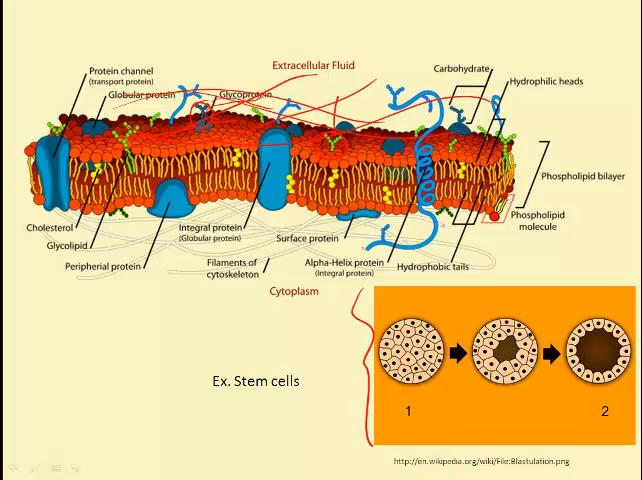 Extracellular Fluid
Protein channel
(transport protein)
Globular protein
Glycoprotein
Carbohydrate
Hydrophilic heads
Phospholipid bilayer
Phospholipid
molecule
Cholesterol
Glycolipid
Peripherial protein
Integral protein
(Globular protein)
Filaments of
cytoskeleton
Surface protein
Alpha-Helix protein
(Integral protein)
Hydrophobic tails
Cytoplasm
Ex. Stem cells
1
2
http://en.wikipedia.org/wiki/File:Blastulation.png